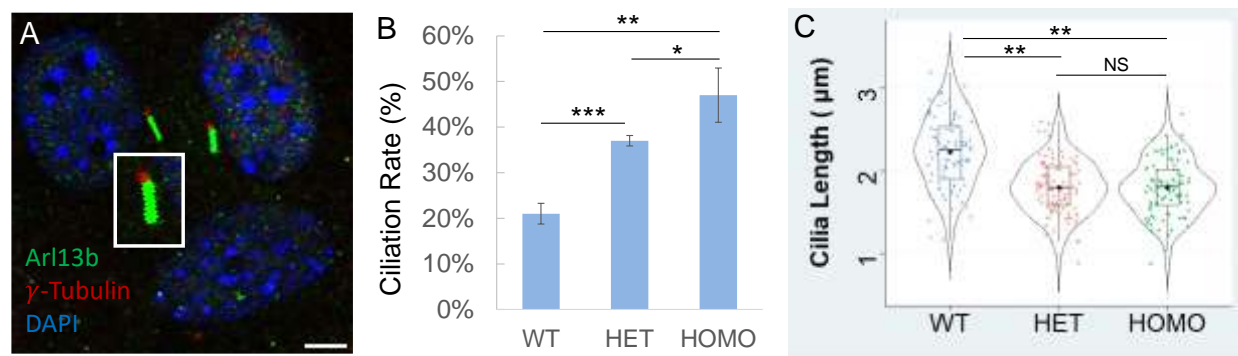 A
Arl13b
γ-Tubulin
DAPI
B
Ciliation Rate (%)
60%
50%
40%
30%
20%
10%
0%
**
*
***
WT
HET
HOMO
C
Cilia Length ( μm)
3
2
1
**
**
NS
WT
HET
HOMO